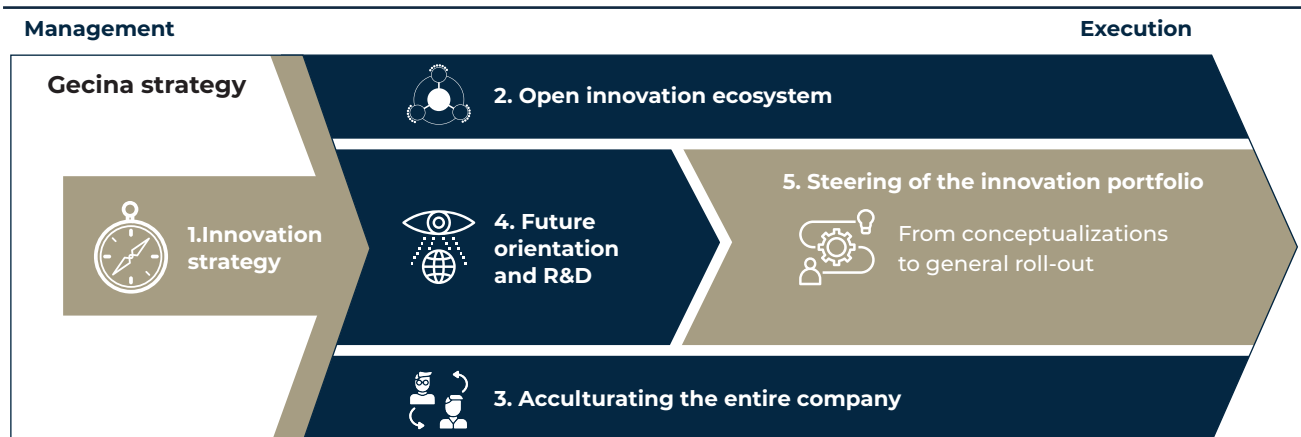 Management
Execution
Gecina strategy
2. Open innovation ecosystem
1.Innovation
strategy
4. Future
orientation
and R&D
5. Steering of the innovation portfolio
From conceptualizations
to general roll-out
3. Acculturating the entire company